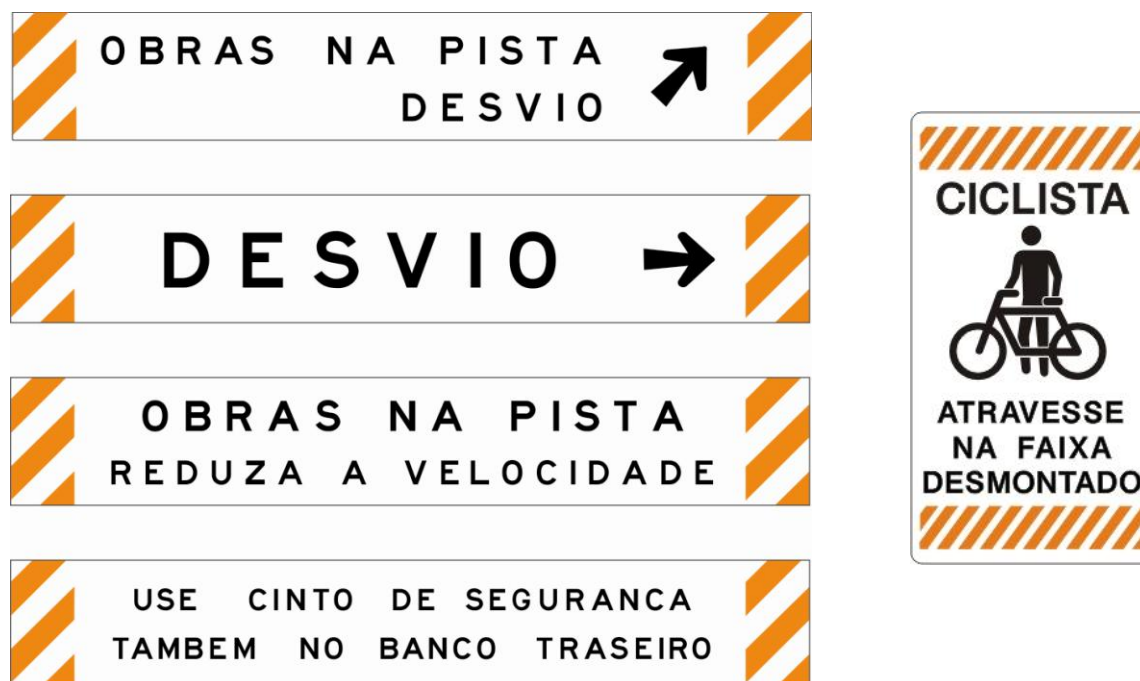 OBRAS NA PISTA
DESVIO
DESVIO
OBRAS NA PISTA
REDUZA A VELOCIDADE
USE CINTO DE SEGURANCA
TAMBEM NO BANCO TRASEIRO
CICLISTA
ATRAVESSE
NA FAIXA
DESMONTADO